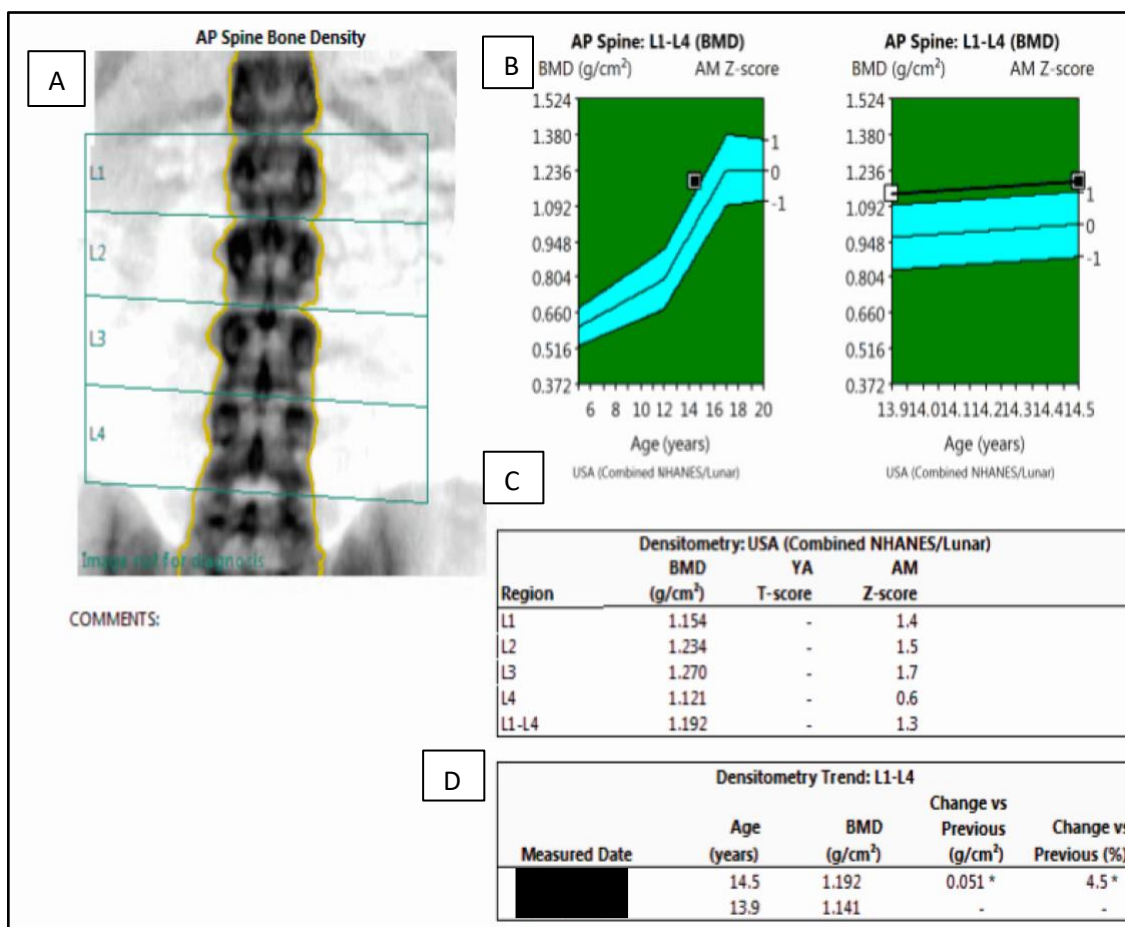 A
AP Spine Bone Density
L1
L2
L3
L4
Image not for diagnosis
COMMENTS:
B
AP Spine: L1-L4 (BMD)
BMD (g/cm²) AM Z-score
1.524
1.380
1.236
1.092
0.948
0.804
0.660
0.516
0.372
1
0
-1
6 8 10 12 14 16 18 20
Age (years)
USA (Combined NHANES/Lunar)
AP Spine: L1-L4 (BMD)
BMD (g/cm²) AM Z-score
1.524
1.380
1.236
1.092
0.948
0.804
0.660
0.516
0.372
1
0
-1
13.914.014.114.214.314.414.5
Age (years)
USA (Combined NHANES/Lunar)
C
Densitometry: USA (Combined NHANES/Lunar)
BMD YA AM
Region (g/cm²) T-score Z-score
L1 1.154 - 1.4
L2 1.234 - 1.5
L3 1.270 - 1.7
L4 1.121 - 0.6
L1-L4 1.192 - 1.3
D
Densitometry Trend: L1-L4
Change vs
Age BMD Previous Change vs
Measured Date (years) (g/cm²) (g/cm²) Previous (%)
14.5 1.192 0.051 * 4.5 *
13.9 1.141 - -